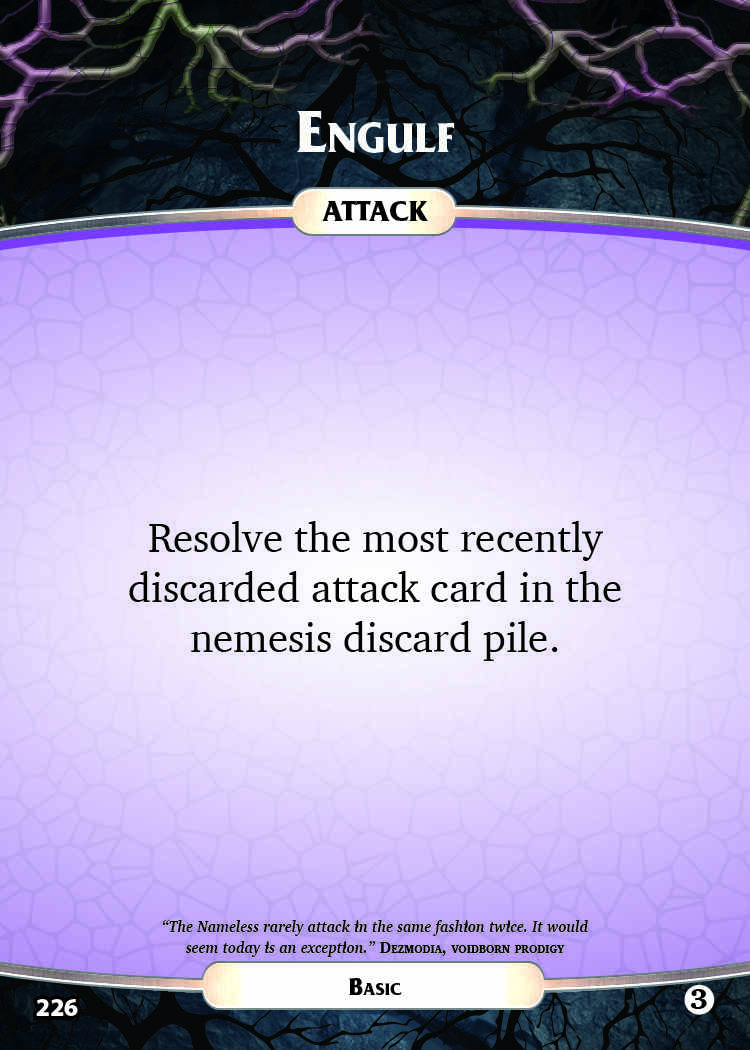 Engulf
ATTACK
Resolve the most recently
discarded attack card in the
nemesis discard pile.
“The Nameless rarely attack in the same fashion twice. It would
seem today is an exception.” Dezmodia, voidborn prodigy
Basic
226
3